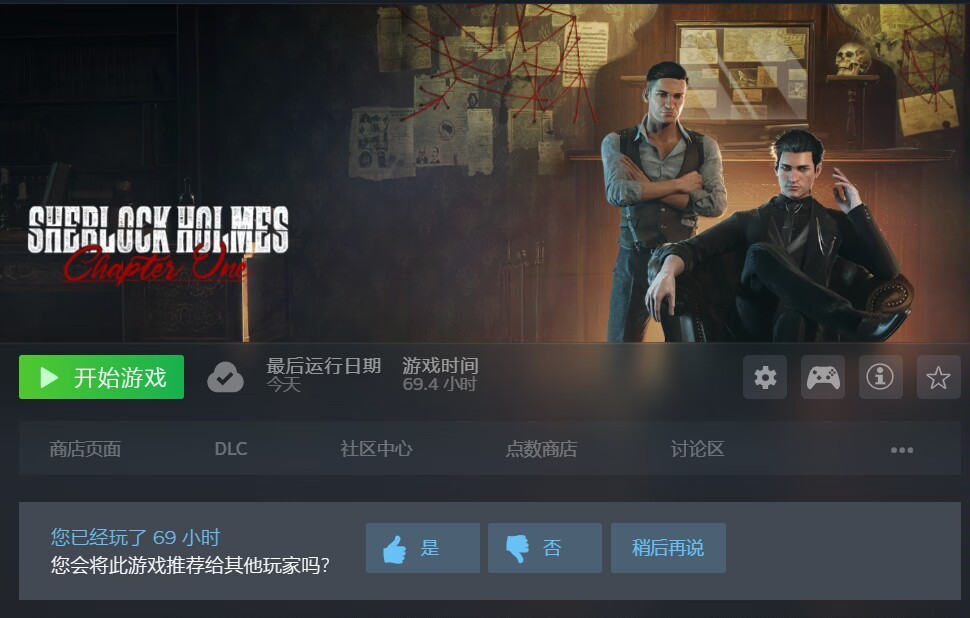 SHERLOCK HOLMES
Chapter One
开始游戏
最后运行日期
今天
游戏时间
69.4 小时
商店页面
DLC
社区中心
点数商店
讨论区
您已经玩了 69 小时
您会将此游戏推荐给其他玩家吗?
是
否
稍后再说